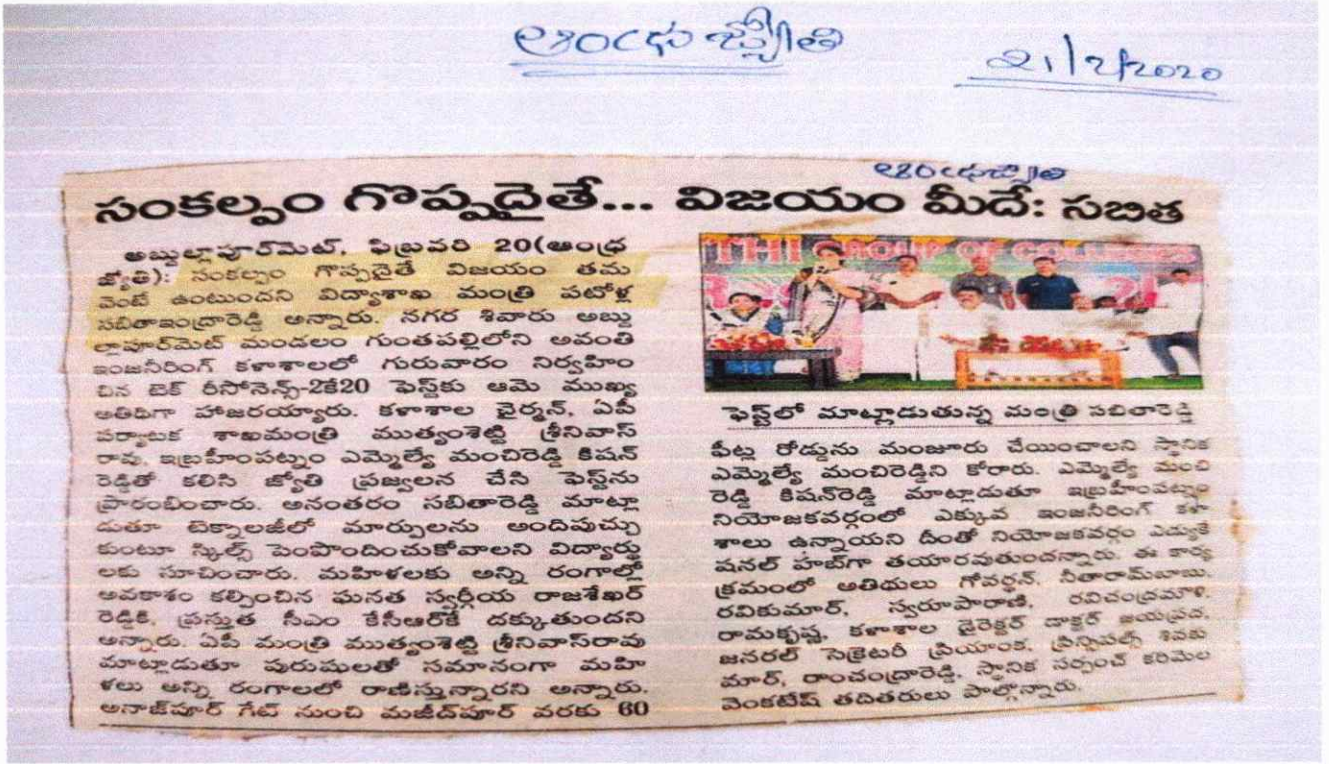 ఆంధ్ర జ్యోతి
21/2/2020
ఆంధ్రజ్యోతి
సంకల్పం గొప్పదైతే... విజయం మీదే: సబిత
అబ్దుల్లాపూర్‌మెట్, ఫిబ్రవరి 20(ఆంధ్ర
జ్యోతి): సంకల్పం గొప్పదైతే విజయం తమ
వెంటే ఉంటుందని విద్యాశాఖ మంత్రి పటోళ్ల
సబితాఇంద్రారెడ్డి అన్నారు. నగర శివారు అబ్దు
ల్లాపూర్‌మెట్ మండలం గుంతపల్లిలోని అవంతి
ఇంజనీరింగ్ కళాశాలలో గురువారం నిర్వహిం
చిన టెక్ రీసోనెన్స్-2కే20 ఫెస్ట్‌కు ఆమె ముఖ్య
అతిథిగా హాజరయ్యారు. కళాశాల చైర్మన్, ఏపీ
పర్యాటక శాఖమంత్రి ముత్యంశెట్టి శ్రీనివాస్
రావు, ఇబ్రహీంపట్నం ఎమ్మెల్యే మంచిరెడ్డి కిషన్
రెడ్డితో కలిసి జ్యోతి ప్రజ్వలన చేసి ఫెస్ట్‌ను
ప్రారంభించారు. అనంతరం సబితారెడ్డి మాట్లా
డుతూ టెక్నాలజీలో మార్పులను అందిపుచ్చు
కుంటూ స్కిల్స్ పెంపొందించుకోవాలని విద్యార్థు
లకు సూచించారు. మహిళలకు అన్ని రంగాల్లో
అవకాశం కల్పించిన ఘనత స్వర్గీయ రాజశేఖర్
రెడ్డికి, ప్రస్తుత సీఎం కేసీఆర్‌కే దక్కుతుందని
అన్నారు. ఏపీ మంత్రి ముత్యంశెట్టి శ్రీనివాస్‌రావు
మాట్లాడుతూ పురుషులతో సమానంగా మహి
ళలు అన్ని రంగాలలో రాణిస్తున్నారని అన్నారు.
అనాజ్‌పూర్ గేట్ నుంచి మజీద్‌పూర్ వరకు 60
THI GROUP OF COLLEGES
ఫెస్ట్‌లో మాట్లాడుతున్న మంత్రి సబితారెడ్డి
ఫీట్ల రోడ్డును మంజూరు చేయించాలని స్థానిక
ఎమ్మెల్యే మంచిరెడ్డిని కోరారు. ఎమ్మెల్యే మంచి
రెడ్డి కిషన్‌రెడ్డి మాట్లాడుతూ ఇబ్రహీంపట్నం
నియోజకవర్గంలో ఎక్కువ ఇంజనీరింగ్ కళా
శాలు ఉన్నాయని దీంతో నియోజకవర్గం ఎడ్యుకే
షనల్ హబ్‌గా తయారవుతుందన్నారు. ఈ కార్య
క్రమంలో అతిథులు గోవర్ధన్, సీతారామ్‌బాబు,
రవికుమార్, స్వరూపారాణి, రవిచంద్రమౌళి,
రామకృష్ణ, కళాశాల డైరెక్టర్ డాక్టర్ జయప్రద,
జనరల్ సెక్రెటరీ ప్రియాంక, ప్రిన్సిపల్స్ శివకు
మార్, రాంచంద్రారెడ్డి, స్థానిక సర్పంచ్ కరిమెల
వెంకటేష్ తదితరులు పాల్గొన్నారు.